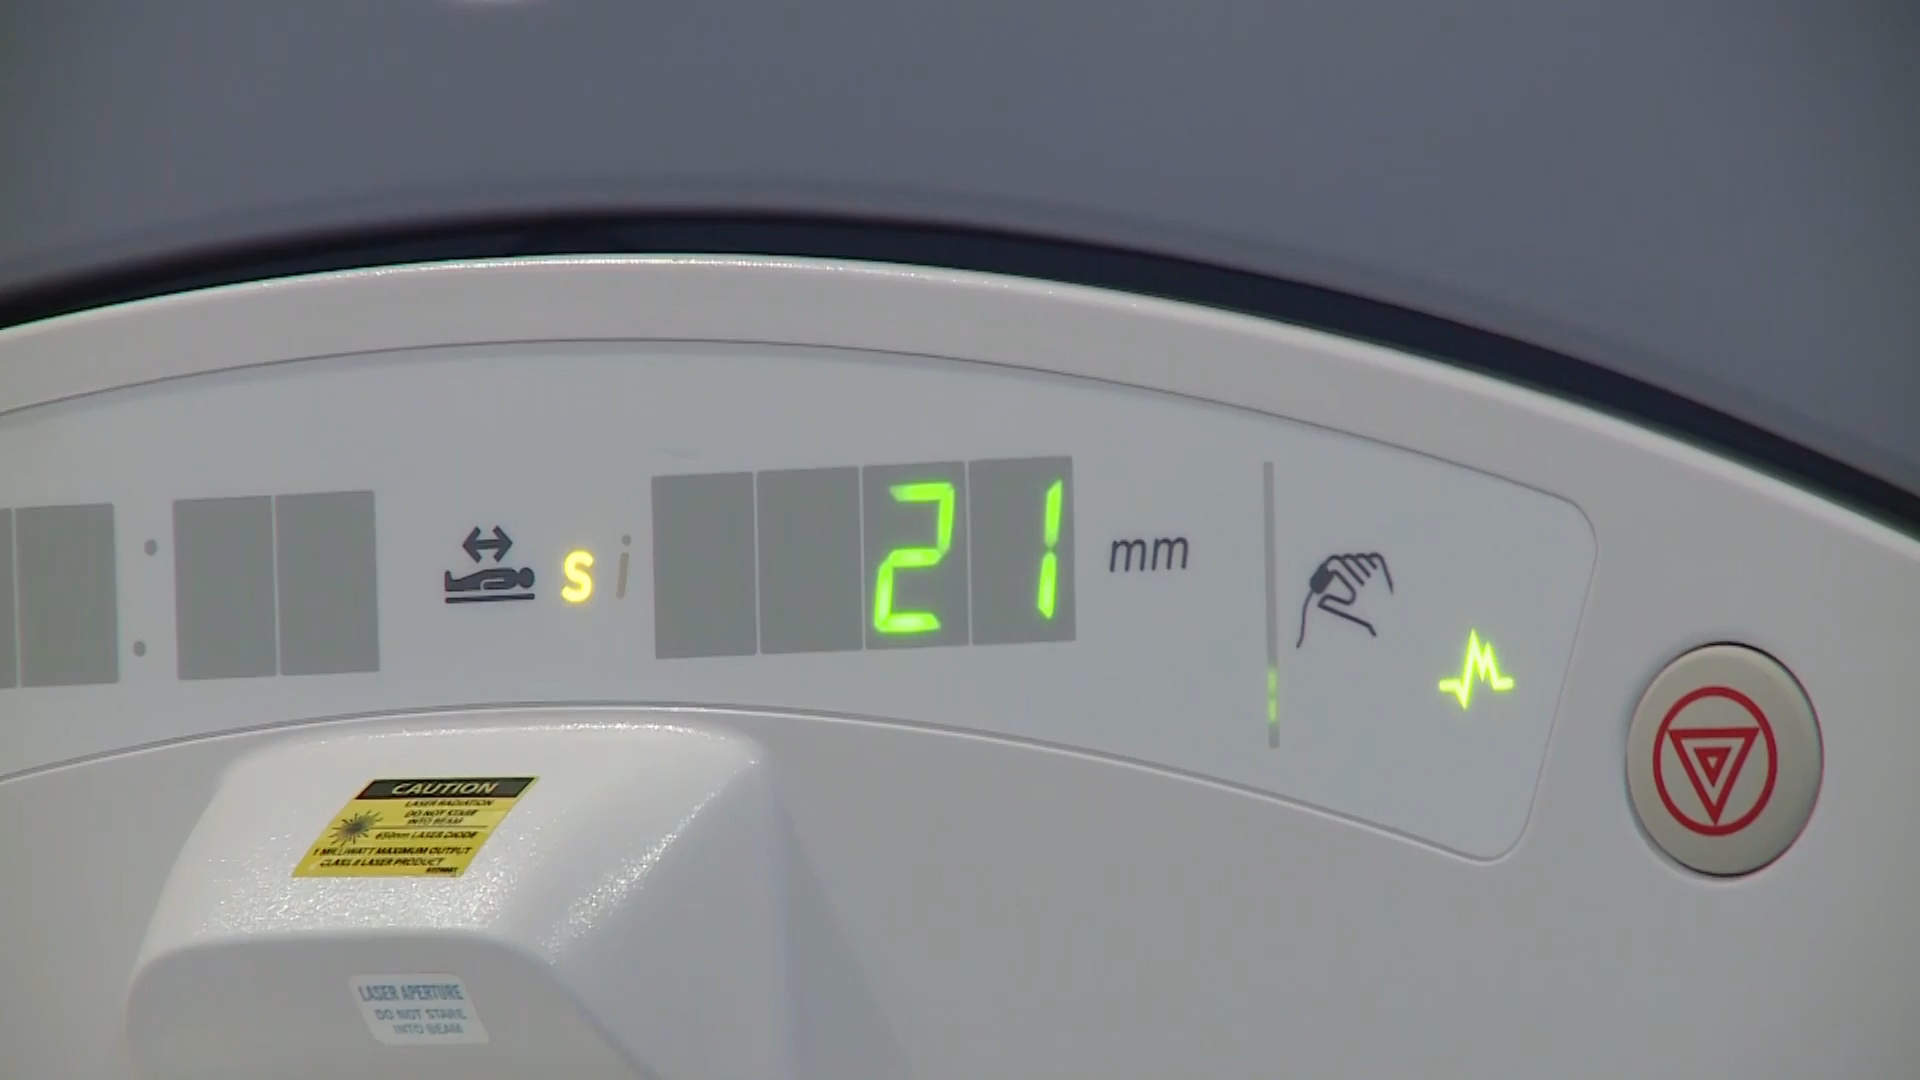 S i 21 mm
CAUTION
LASER RADIATION
DO NOT STARE
INTO BEAM
650nm LASER DIODE
1 MILLIWATT MAXIMUM OUTPUT
CLASS II LASER PRODUCT
LASER APERTURE
DO NOT STARE
INTO BEAM